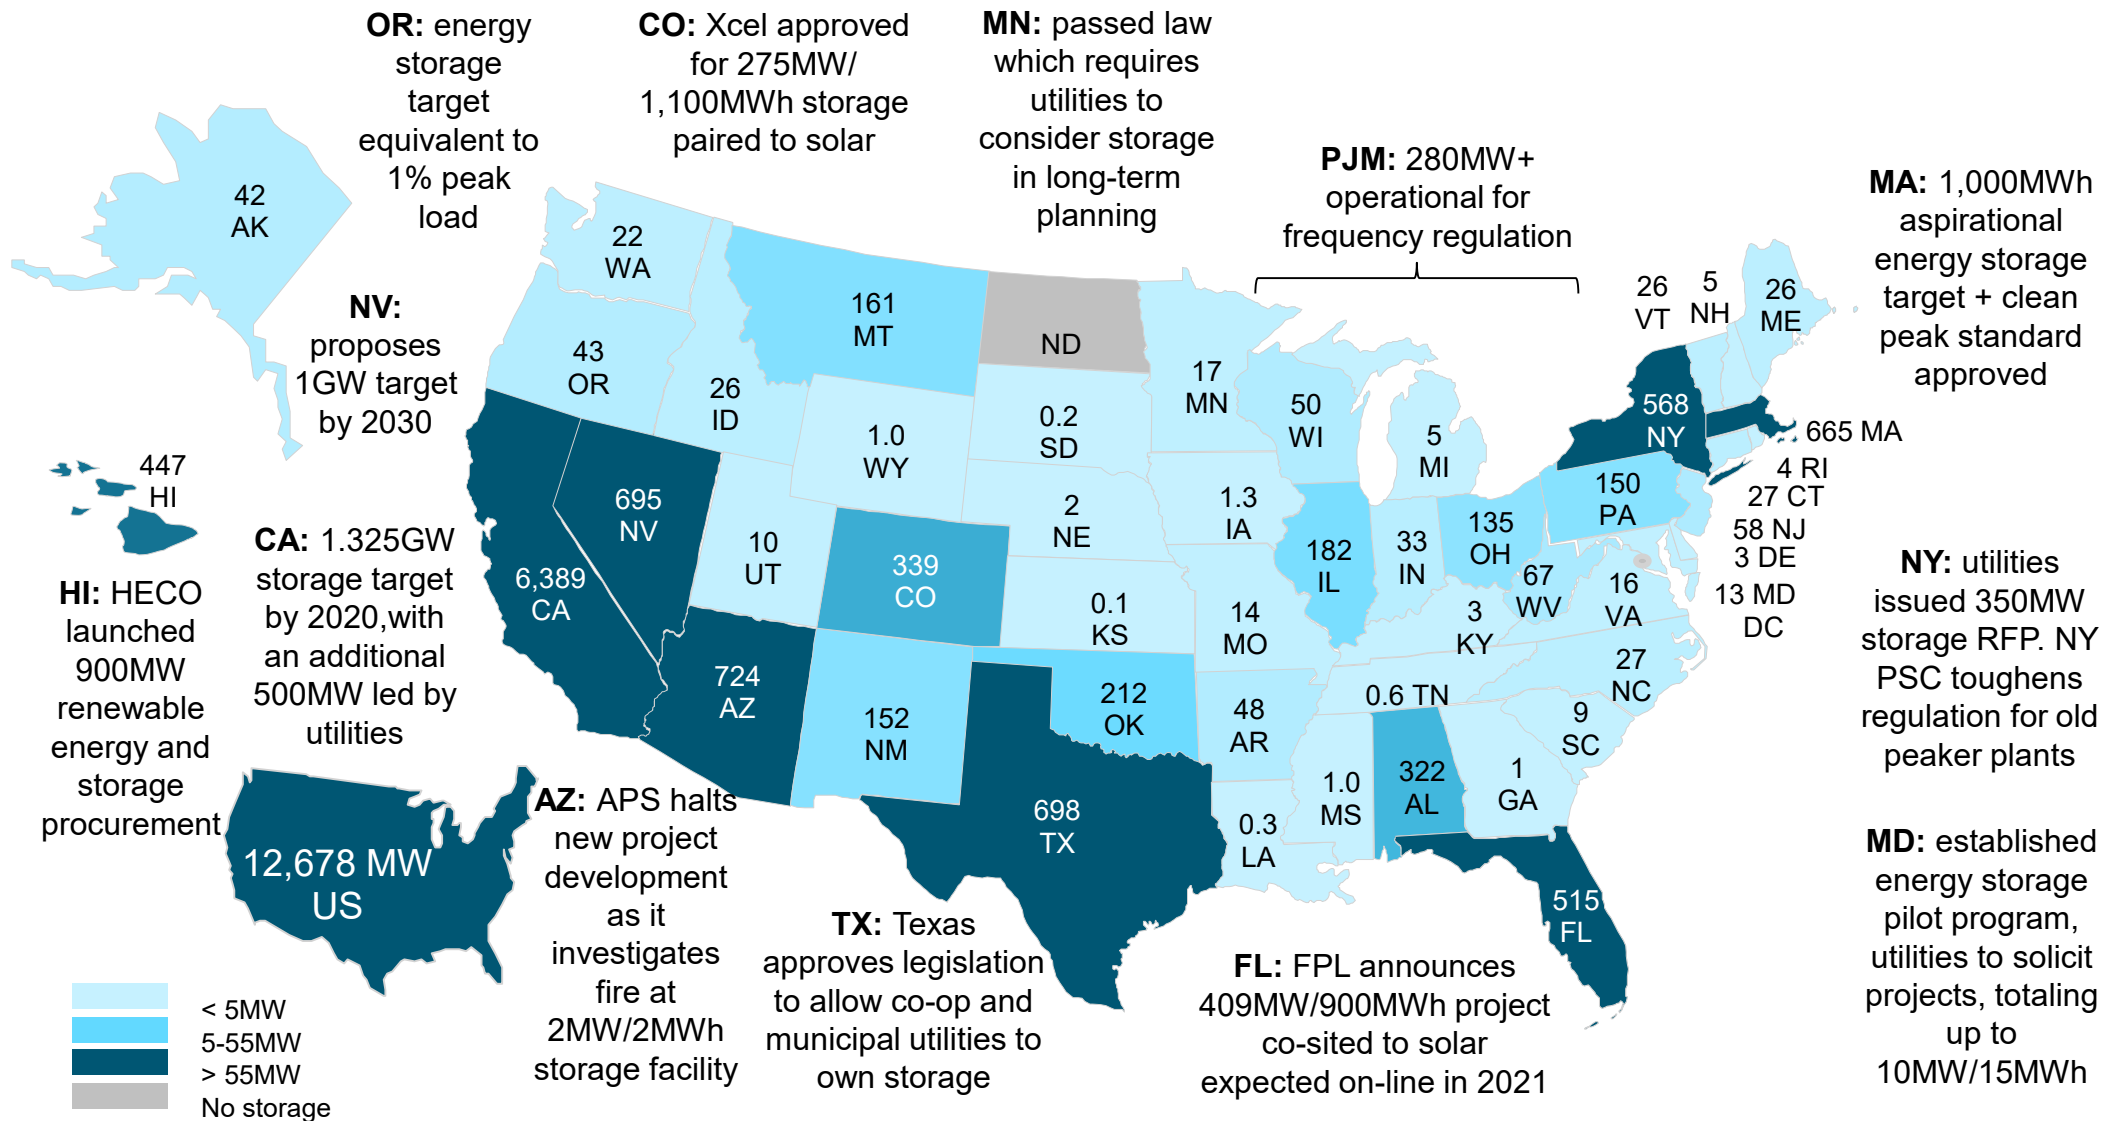 OR: energy
storage
target
equivalent to
1% peak
load
CO: Xcel approved
for 275MW/
1,100MWh storage
paired to solar
MN: passed law
which requires
utilities to
consider storage
in long-term
planning
PJM: 280MW+
operational for
frequency regulation
MA: 1,000MWh
aspirational
energy storage
target + clean
peak standard
approved
NV:
proposes
1GW target
by 2030
42
AK
22
WA
161
MT
ND
43
OR
26
ID
1.0
WY
0.2
SD
17
MN
50
WI
5
MI
26
VT
5
NH
26
ME
568
NY
665 MA
4 RI
27 CT
58 NJ
3 DE
13 MD
DC
447
HI
6,389
CA
695
NV
10
UT
339
CO
2
NE
1.3
IA
182
IL
33
IN
135
OH
150
PA
67
WV
16
VA
0.1
KS
14
MO
3
KY
27
NC
724
AZ
152
NM
212
OK
48
AR
0.6 TN
9
SC
698
TX
0.3
LA
1.0
MS
322
AL
1
GA
515
FL
HI: HECO
launched
900MW
renewable
energy and
storage
procurement
CA: 1.325GW
storage target
by 2020,with
an additional
500MW led by
utilities
NY: utilities
issued 350MW
storage RFP. NY
PSC toughens
regulation for old
peaker plants
12,678 MW
US
AZ: APS halts
new project
development
as it
investigates
fire at
2MW/2MWh
storage facility
TX: Texas
approves legislation
to allow co-op and
municipal utilities to
own storage
FL: FPL announces
409MW/900MWh project
co-sited to solar
expected on-line in 2021
MD: established
energy storage
pilot program,
utilities to solicit
projects, totaling
up to
10MW/15MWh
< 5MW
5-55MW
> 55MW
No storage